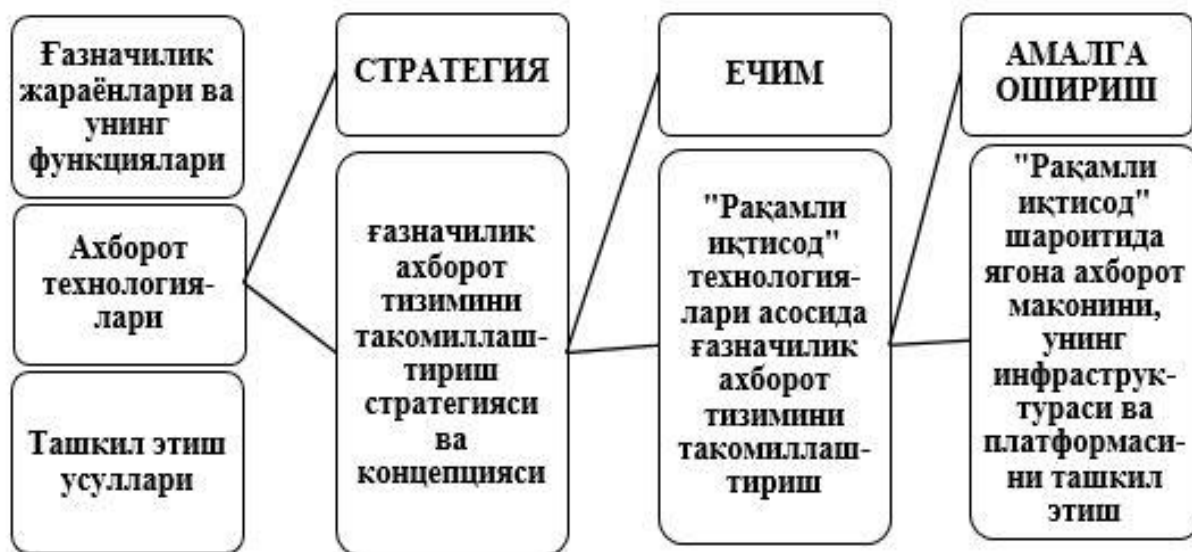 Ғазначилик
жараёнлари ва
унинг
функциялари
Ахборот
технология-
лари
Ташкил этиш
усуллари
СТРАТЕГИЯ
ғазначилик
ахборот
тизимини
такомиллаш-
тириш
стратегияси
ва
концепцияси
ЕЧИМ
"Рақамли
иқтисод"
технология-
лари асосида
ғазначилик
ахборот
тизимини
такомиллаш-
тириш
АМАЛГА
ОШИРИШ
"Рақамли
иқтисод"
шароитида
ягона ахборот
маконини,
унинг
инфраструк-
тураси ва
платформаси-
ни ташкил
этиш